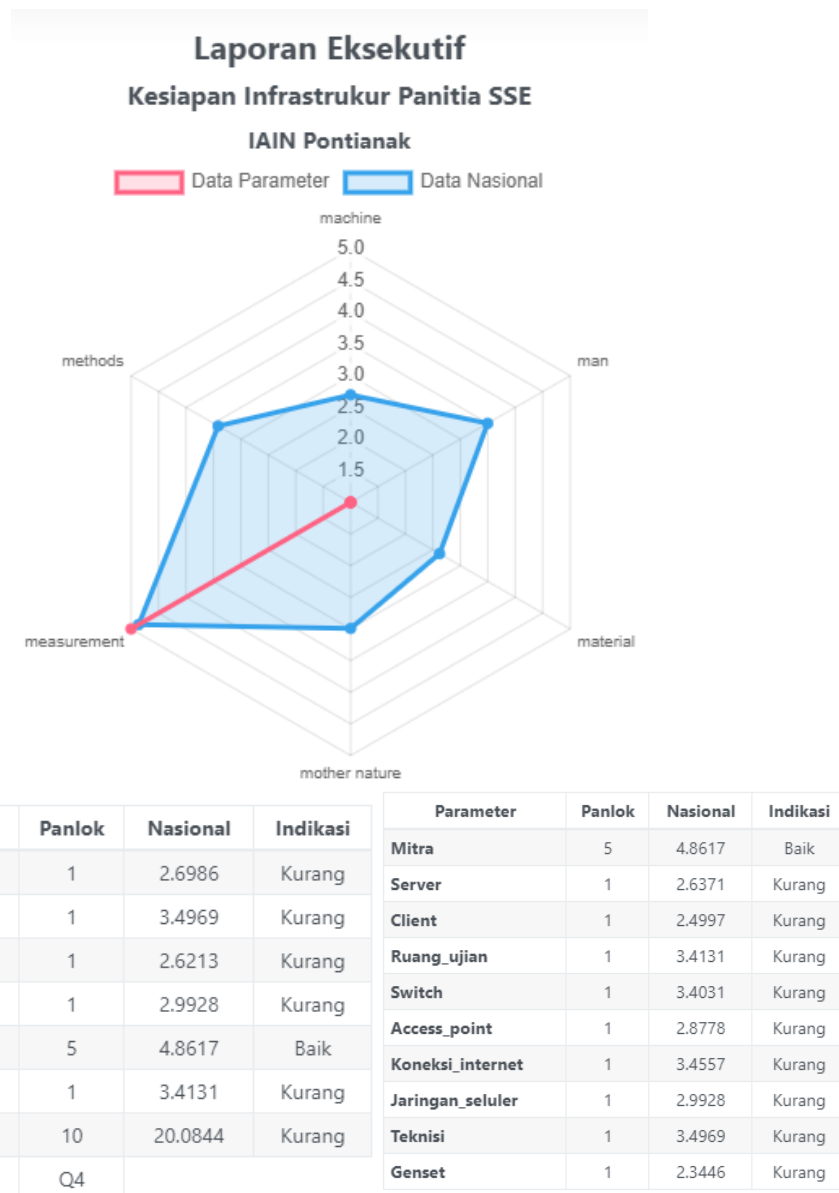 Laporan Eksekutif
Kesiapan Infrastrukur Panitia SSE
IAIN Pontianak
Data Parameter Data Nasional
machine
5.0
4.5
4.0
3.5
3.0
2.5
2.0
1.5
methods
man
measurement
material
mother nature
Panlok Nasional Indikasi
1 2.6986 Kurang
1 3.4969 Kurang
1 2.6213 Kurang
1 2.9928 Kurang
5 4.8617 Baik
1 3.4131 Kurang
10 20.0844 Kurang
Q4
Parameter Panlok Nasional Indikasi
Mitra 5 4.8617 Baik
Server 1 2.6371 Kurang
Client 1 2.4997 Kurang
Ruang_ujian 1 3.4131 Kurang
Switch 1 3.4031 Kurang
Access_point 1 2.8778 Kurang
Koneksi_internet 1 3.4557 Kurang
Jaringan_seluler 1 2.9928 Kurang
Teknisi 1 3.4969 Kurang
Genset 1 2.3446 Kurang